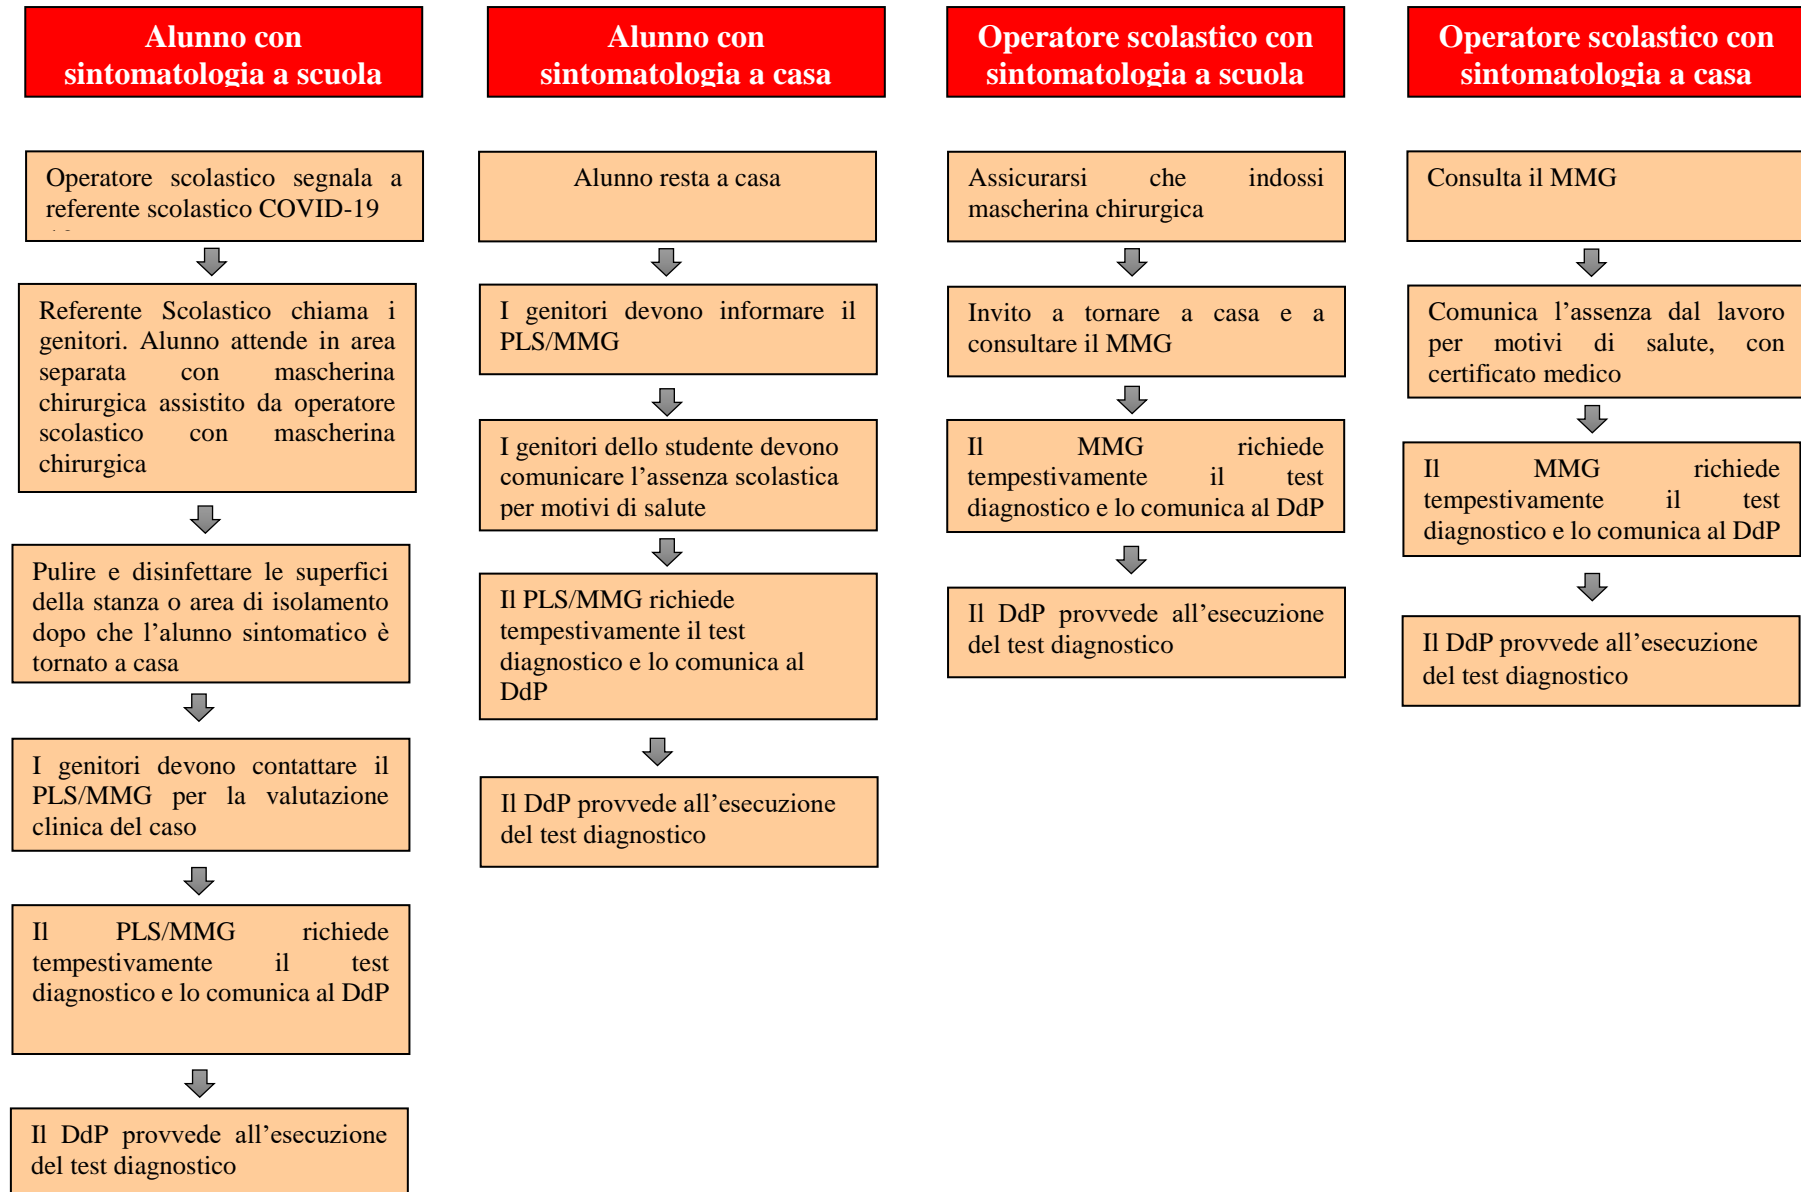 Alunno con
sintomatologia a scuola
Operatore scolastico segnala a
referente scolastico COVID-19
Referente Scolastico chiama i
genitori. Alunno attende in area
separata con mascherina
chirurgica assistito da operatore
scolastico con mascherina
chirurgica
Pulire e disinfettare le superfici
della stanza o area di isolamento
dopo che l’alunno sintomatico è
tornato a casa
I genitori devono contattare il
PLS/MMG per la valutazione
clinica del caso
Il PLS/MMG richiede
tempestivamente il test
diagnostico e lo comunica al DdP
Il DdP provvede all’esecuzione
del test diagnostico
Alunno con
sintomatologia a casa
Alunno resta a casa
I genitori devono informare il
PLS/MMG
I genitori dello studente devono
comunicare l’assenza scolastica
per motivi di salute
Il PLS/MMG richiede
tempestivamente il test
diagnostico e lo comunica al
DdP
Il DdP provvede all’esecuzione
del test diagnostico
Operatore scolastico con
sintomatologia a scuola
Assicurarsi che indossi
mascherina chirurgica
Invito a tornare a casa e a
consultare il MMG
Il MMG richiede
tempestivamente il test
diagnostico e lo comunica al DdP
Il DdP provvede all’esecuzione
del test diagnostico
Operatore scolastico con
sintomatologia a casa
Consulta il MMG
Comunica l’assenza dal lavoro
per motivi di salute, con
certificato medico
Il MMG richiede
tempestivamente il test
diagnostico e lo comunica al DdP
Il DdP provvede all’esecuzione
del test diagnostico